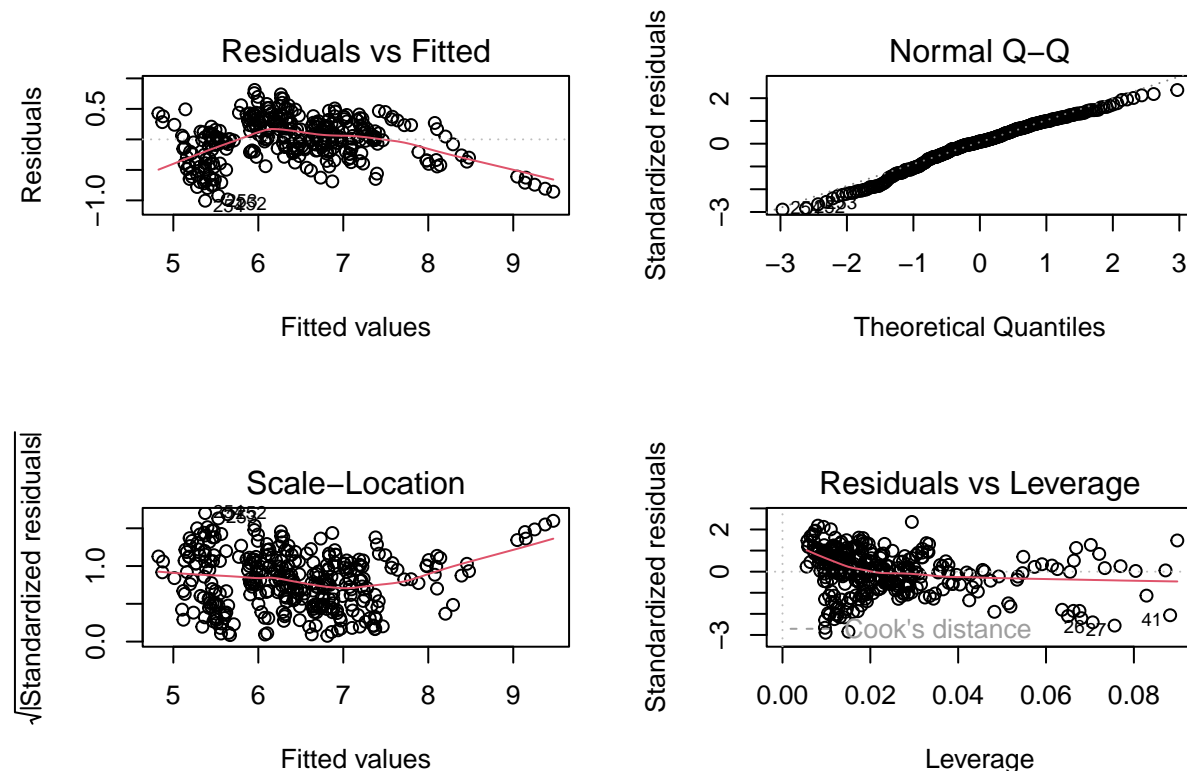 Residuals vs Fitted
Residuals
0.5
−1.0
5 6 7 8 9
Fitted values
Normal Q−Q
Standardized residuals
2
0
−3
−3 −2 −1 0 1 2 3
Theoretical Quantiles
Scale−Location
√|Standardized residuals|
1.0
0.0
5 6 7 8 9
Fitted values
Residuals vs Leverage
Standardized residuals
2
0
−3
Cook's distance
27
41
0.00 0.02 0.04 0.06 0.08
Leverage